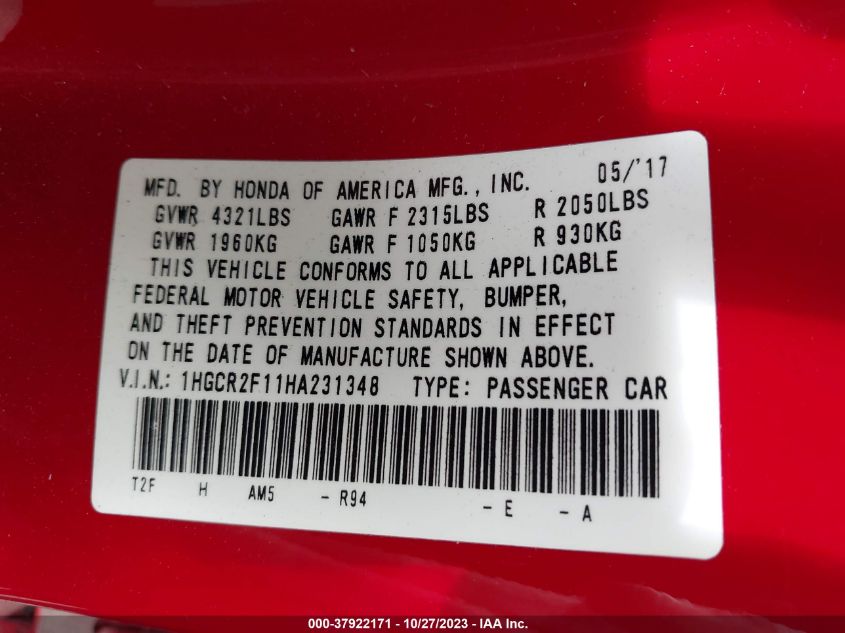 MFD. BY HONDA OF AMERICA MFG., INC. 05/'17
GVWR 4321LBS GAWR F 2315LBS R 2050LBS
GVWR 1960KG GAWR F 1050KG R 930KG
THIS VEHICLE CONFORMS TO ALL APPLICABLE
FEDERAL MOTOR VEHICLE SAFETY, BUMPER,
AND THEFT PREVENTION STANDARDS IN EFFECT
ON THE DATE OF MANUFACTURE SHOWN ABOVE.
V.I.N.: 1HGCR2F11HA231348 TYPE: PASSENGER CAR
T2F H AM5 - R94 - E - A
000-37922171 | 10/27/2023 - IAA Inc.